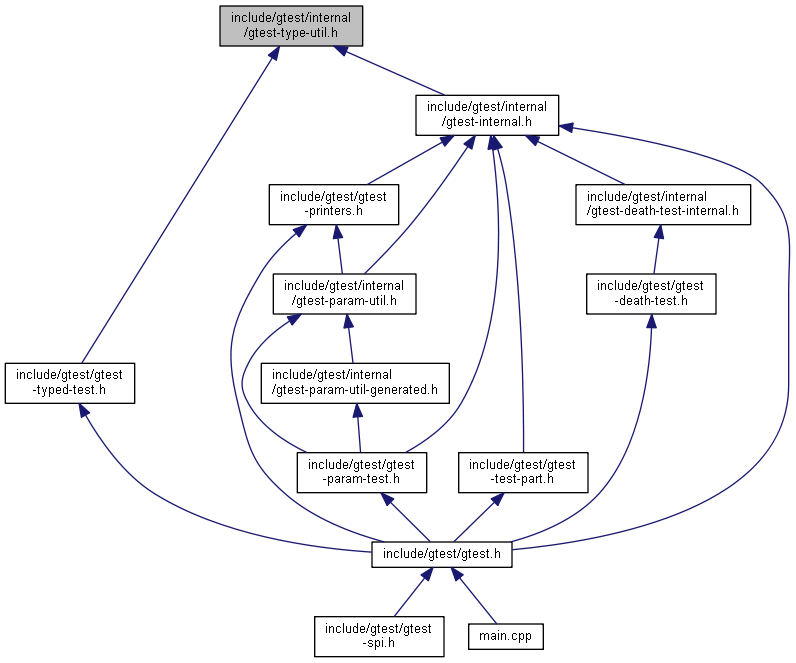 include/gtest/internal
/gtest-type-util.h
include/gtest/internal
/gtest-internal.h
include/gtest/gtest
-printers.h
include/gtest/internal
/gtest-death-test-internal.h
include/gtest/internal
/gtest-param-util.h
include/gtest/gtest
-death-test.h
include/gtest/gtest
-typed-test.h
include/gtest/internal
/gtest-param-util-generated.h
include/gtest/gtest
-param-test.h
include/gtest/gtest
-test-part.h
include/gtest/gtest.h
include/gtest/gtest
-spi.h
main.cpp